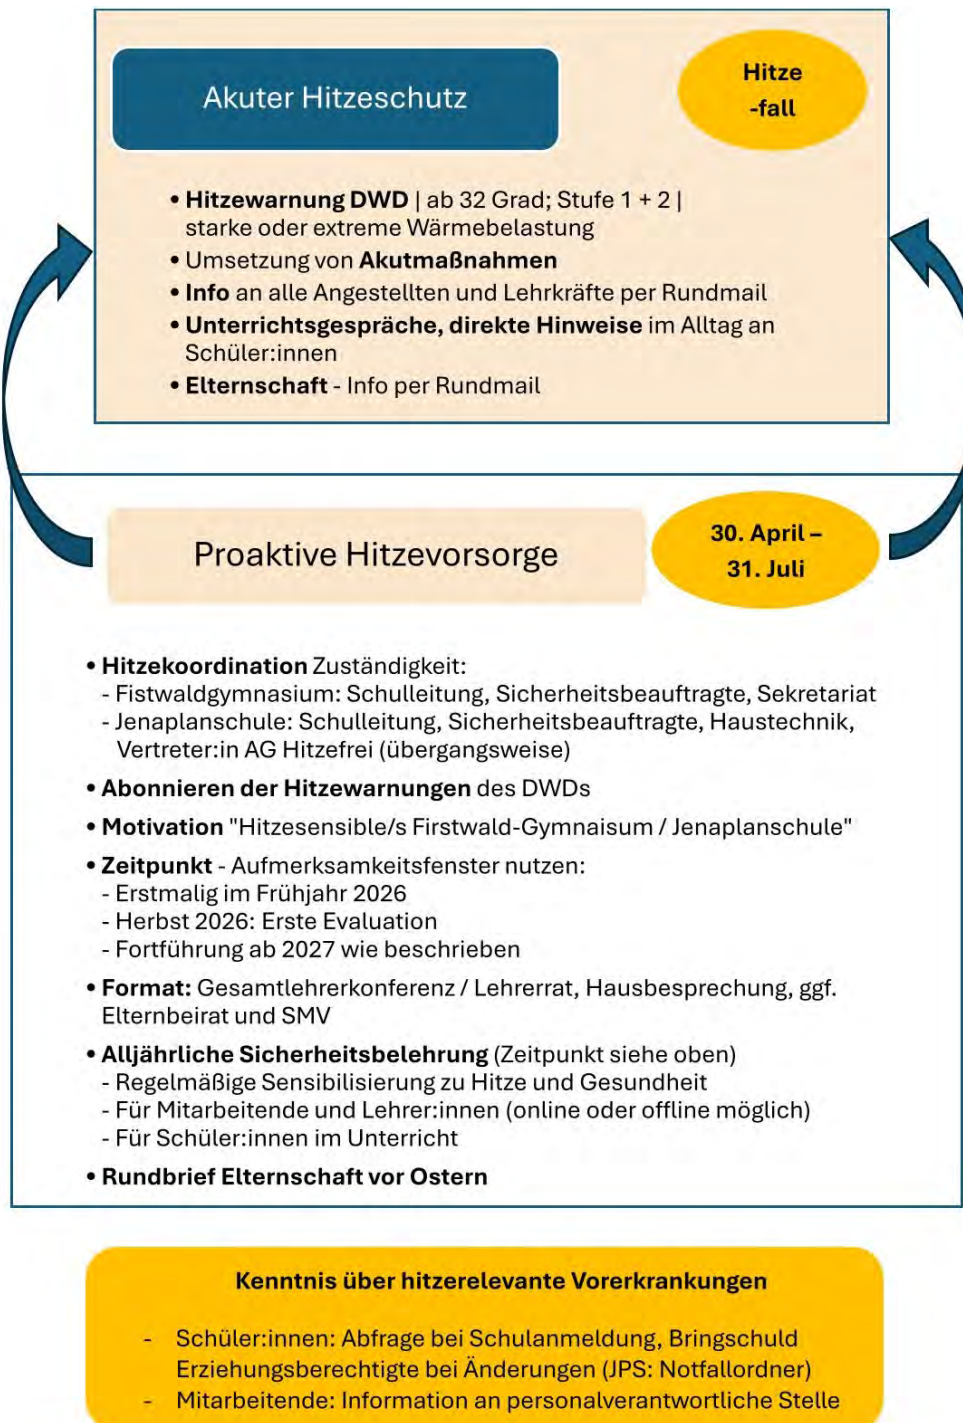 Akuter Hitzeschutz
Hitze
-fall
• Hitzewarnung DWD | ab 32 Grad; Stufe 1 + 2 |
starke oder extreme Wärmebelastung
• Umsetzung von Akutmaßnahmen
• Info an alle Angestellten und Lehrkräfte per Rundmail
• Unterrichtsgespräche, direkte Hinweise im Alltag an
Schüler:innen
• Elternschaft - Info per Rundmail
Proaktive Hitzevorsorge
30. April –
31. Juli
• Hitzekoordination Zuständigkeit:
- Fistwaldgymnasium: Schulleitung, Sicherheitsbeauftragte, Sekretariat
- Jenaplanschule: Schulleitung, Sicherheitsbeauftragte, Haustechnik,
Vertreter:in AG Hitzefrei (übergangsweise)
• Abonnieren der Hitzewarnungen des DWDs
• Motivation "Hitzesensible/s Firstwald-Gymnaisum / Jenaplanschule"
• Zeitpunkt - Aufmerksamkeitsfenster nutzen:
- Erstmalig im Frühjahr 2026
- Herbst 2026: Erste Evaluation
- Fortführung ab 2027 wie beschrieben
• Format: Gesamtlehrerkonferenz / Lehrerrat, Hausbesprechung, ggf.
Elternbeirat und SMV
• Alljährliche Sicherheitsbelehrung (Zeitpunkt siehe oben)
- Regelmäßige Sensibilisierung zu Hitze und Gesundheit
- Für Mitarbeitende und Lehrer:innen (online oder offline möglich)
- Für Schüler:innen im Unterricht
• Rundbrief Elternschaft vor Ostern
Kenntnis über hitzerelevante Vorerkrankungen
- Schüler:innen: Abfrage bei Schulanmeldung, Bringschuld
Erziehungsberechtigte bei Änderungen (JPS: Notfallordner)
- Mitarbeitende: Information an personalverantwortliche Stelle